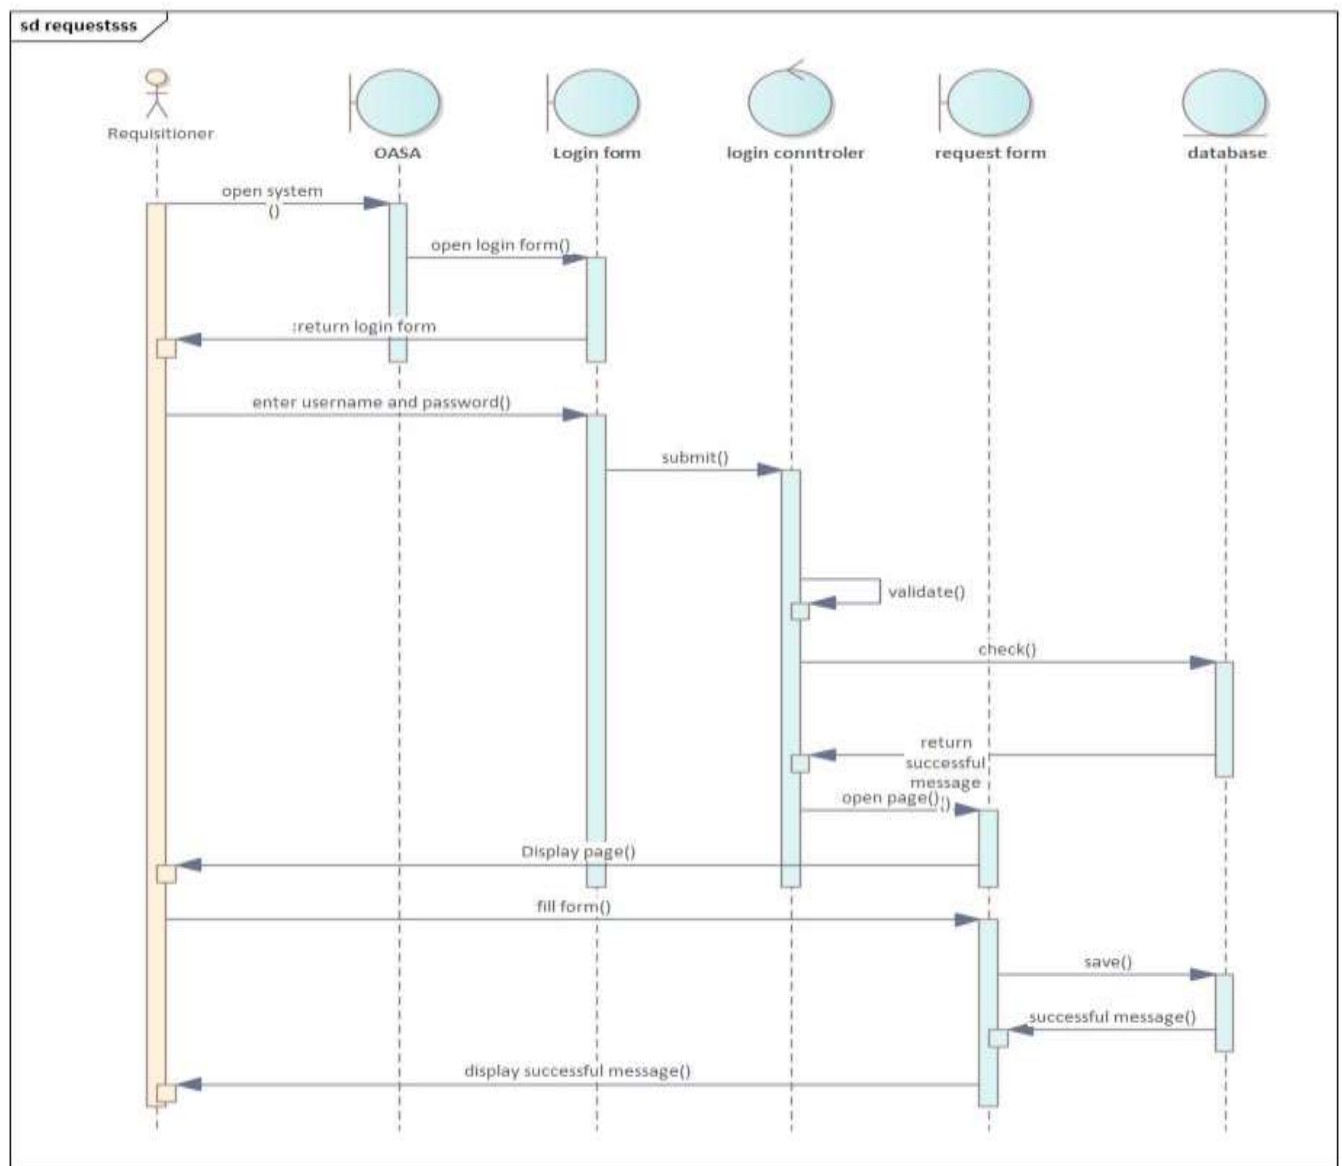 sd requestsss
Requisitioner
OASA
Login form
login conntroler
request form
database
open system
()
open login form()
:return login form
enter username and password()
submit()
validate()
check()
return
successful
message
open page()
Display page()
fill form()
save()
successful message()
display successful message()